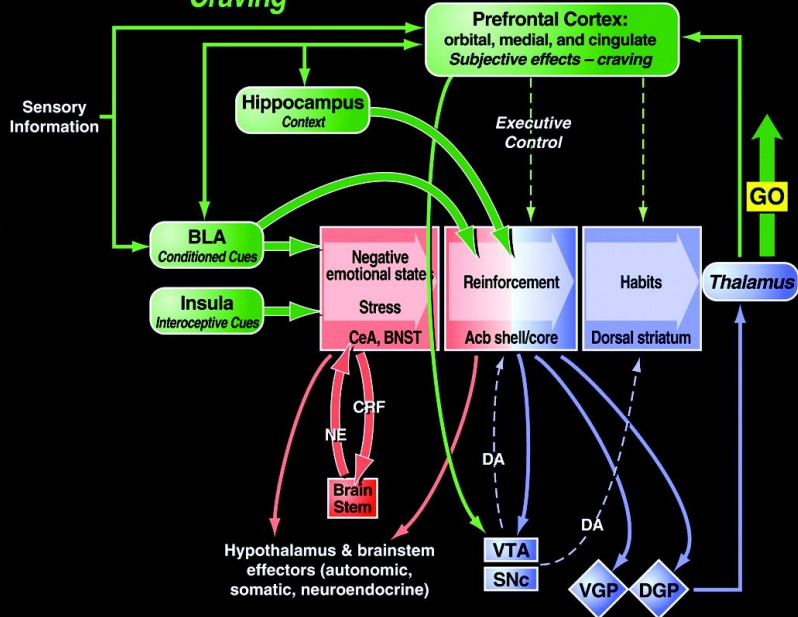 Craving
Prefrontal Cortex:
orbital, medial, and cingulate
Subjective effects – craving
Sensory
Information
Hippocampus
Context
Executive
Control
GO
BLA
Conditioned Cues
Insula
Interoceptive Cues
Negative
emotional states
Stress
CeA, BNST
Reinforcement
Acb shell/core
Habits
Dorsal striatum
Thalamus
CRF
NE
Brain
Stem
DA
DA
Hypothalamus & brainstem
effectors (autonomic,
somatic, neuroendocrine)
VTA
SNc
VGP
DGP